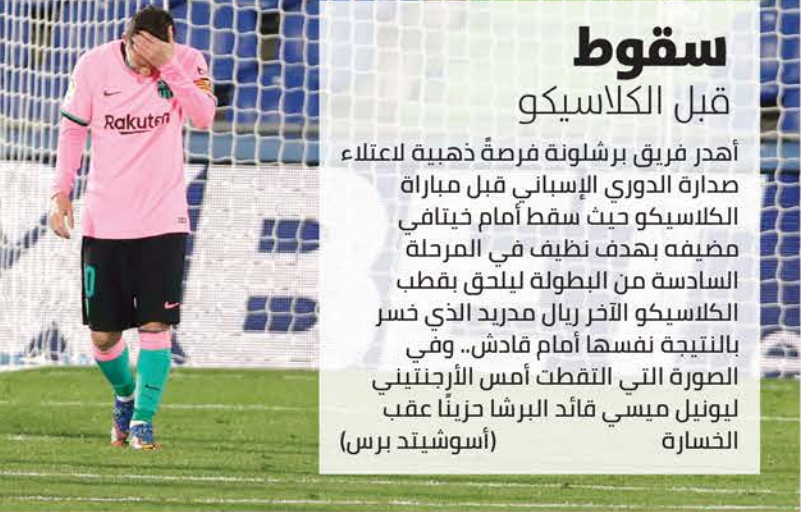 سقوط
قبل الكلاسيكو
أهدر فريق برشلونة فرصةً ذهبية لاعتلاء
صدارة الدوري الإسباني قبل مباراة
الكلاسيكو حيث سقط أمام خيتافي
مضيفه بهدف نظيف في المرحلة
السادسة من البطولة ليلحق بقطب
الكلاسيكو الآخر ريال مدريد الذي خسر
بالنتيجة نفسها أمام قادش.. وفي
الصورة التي التقطت أمس الأرجنتيني
ليونيل ميسي قائد البرشا حزينًا عقب
الخسارة (أسوشيتد برس)
Rakuten